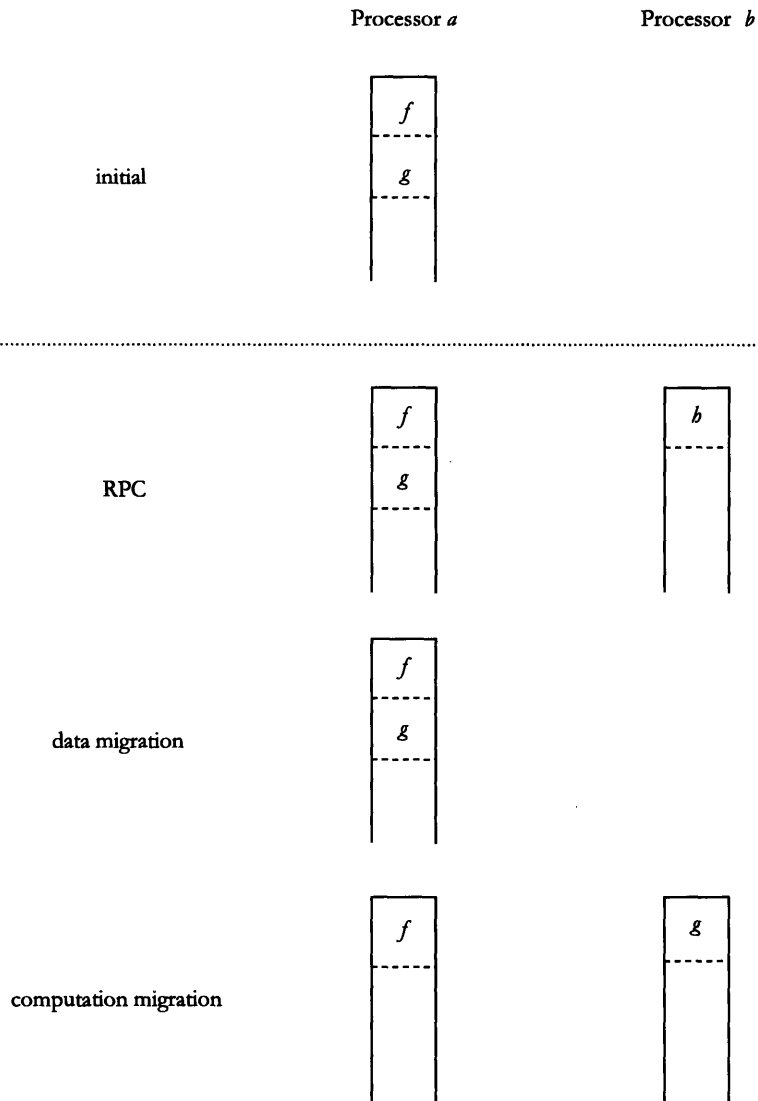 Processor a Processor b
f
initial
g
f h
RPC
g
f
data migration
g
f g
computation migration